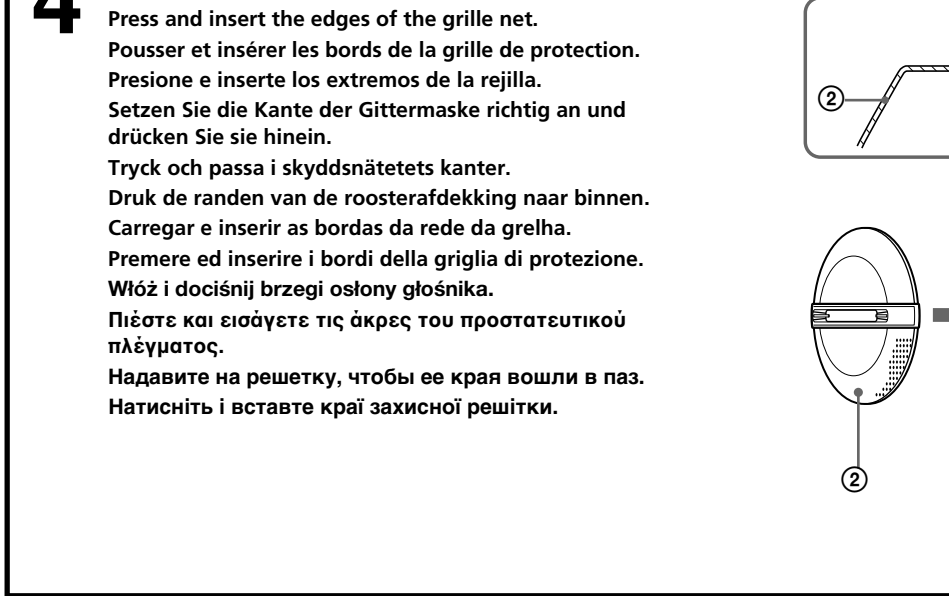 4
Press and insert the edges of the grille net.
Pousser et insérer les bords de la grille de protection.
Presione e inserte los extremos de la rejilla.
Setzen Sie die Kante der Gittermaske richtig an und
drücken Sie sie hinein.
Tryck och passa i skyddsnätetets kanter.
Druk de randen van de roosterafdekking naar binnen.
Carregar e inserir as bordas da rede da grelha.
Premere ed inserire i bordi della griglia di protezione.
Włóż i dociśnij brzegi osłony głośnika.
Πιέστε και εισάγετε τις άκρες του προστατευτικού
πλέγματος.
Надавите на решетку, чтобы ее края вошли в паз.
Натисніть і вставте краї захисної решітки.
②
②